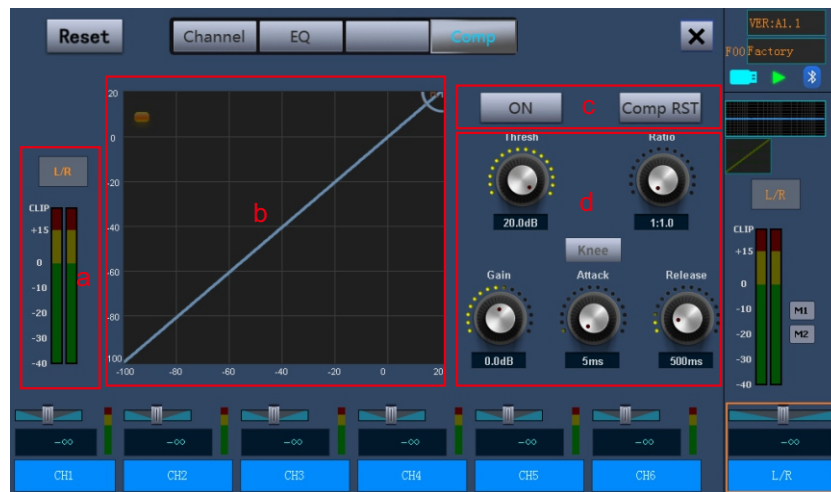 Reset
Channel
EQ
Comp
VER:A1.1
F00Factory
ON
c
Comp RST
Thresh
Ratio
20.0dB
d
1:1.0
Knee
Gain
Attack
Release
0.0dB
5ms
500ms
20
0
-20
-40
-60
-80
100
-100
-80
-60
-40
-20
0
20
b
L/R
CLIP
+15
0
a
-10
-20
-30
-40
L/R
CLIP
+15
0
-10
-20
-30
-40
M1
M2
-∞
-∞
-∞
-∞
-∞
-∞
-∞
CH1
CH2
CH3
CH4
CH5
CH6
L/R